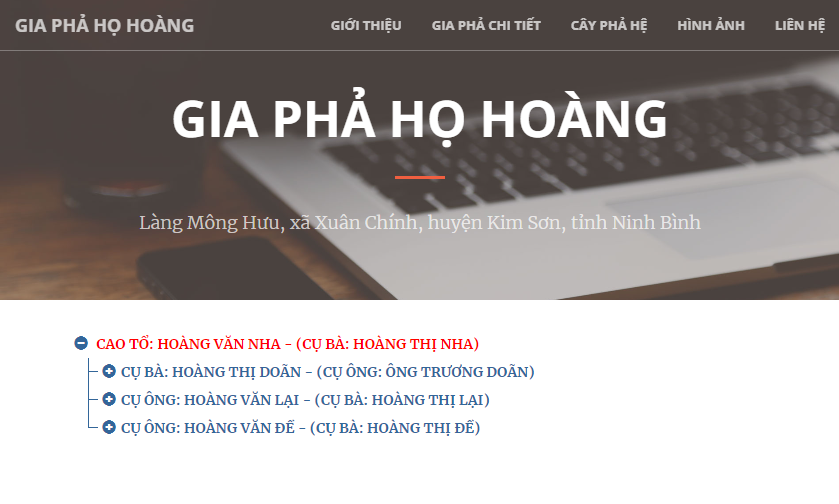 GIA PHẢ HỌ HOÀNG GIỚI THIỆU GIA PHẢ CHI TIẾT CÂY PHẢ HỆ HÌNH ẢNH LIÊN HỆ
GIA PHẢ HỌ HOÀNG
Làng Mông Hưu, xã Xuân Chính, huyện Kim Sơn, tỉnh Ninh Bình
CAO TỔ: HOÀNG VĂN NHA - (CỤ BÀ: HOÀNG THỊ NHA)
CỤ BÀ: HOÀNG THỊ DOÃN - (CỤ ÔNG: ÔNG TRƯƠNG DOÃN)
CỤ ÔNG: HOÀNG VĂN LẠI - (CỤ BÀ: HOÀNG THỊ LẠI)
CỤ ÔNG: HOÀNG VĂN ĐỂ - (CỤ BÀ: HOÀNG THỊ ĐỂ)